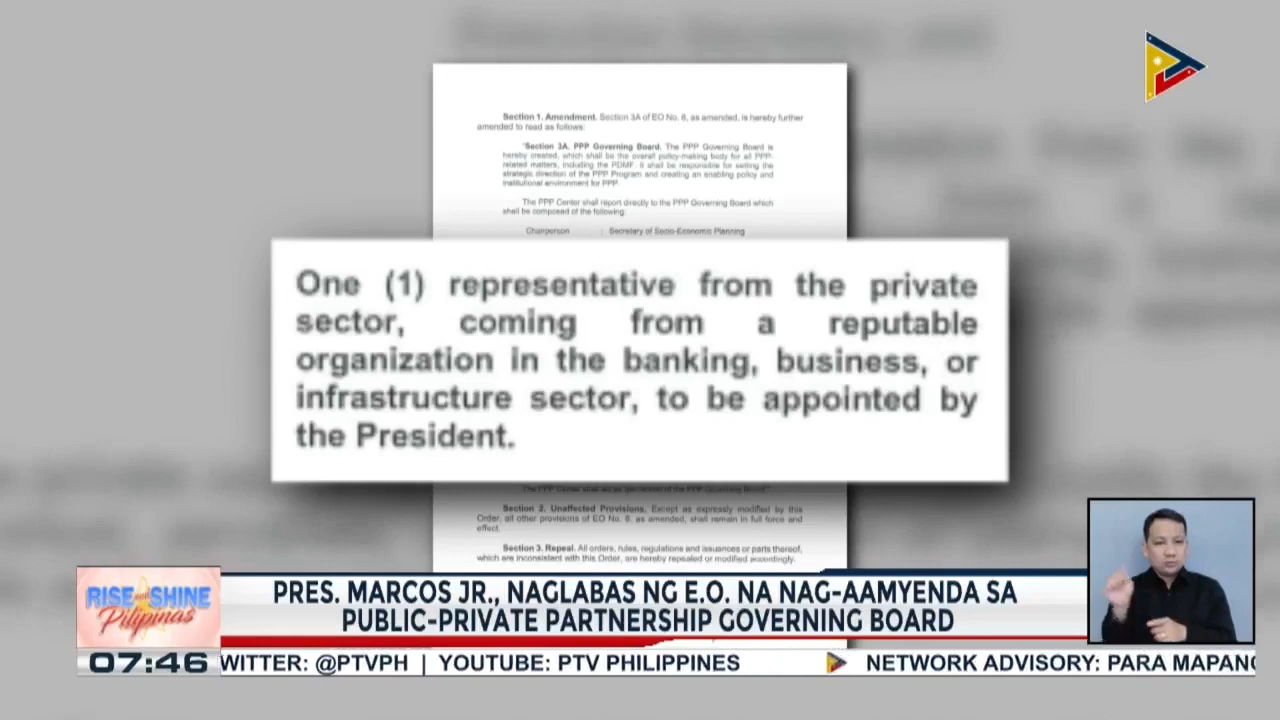 Section 1. Amendment. Section 3A of EO No. 8, as amended, is hereby further
amended to read as follows:
"Section 3A. PPP Governing Board. The PPP Governing Board is
hereby created, which shall be the overall policy-making body for all PPP-
related matters, including the PDMF. It shall be responsible for setting the
strategic direction of the PPP Program and creating an enabling policy and
institutional environment for PPP.
The PPP Center shall report directly to the PPP Governing Board which
shall be composed of the following:
Chairperson : Secretary of Socio-Economic Planning
One (1) representative from the private
sector, coming from a reputable
organization in the banking, business, or
infrastructure sector, to be appointed by
the President.
Section 2. Unaffected Provisions. Except as expressly modified by this
Order, all other provisions of EO No. 8, as amended, shall remain in full force and
effect.
Section 3. Repeal. All orders, rules, regulations and issuances or parts thereof,
which are inconsistent with this Order, are hereby repealed or modified accordingly.
RISE and SHINE
Pilipinas
PRES. MARCOS JR., NAGLABAS NG E.O. NA NAG-AAMYENDA SA
PUBLIC-PRIVATE PARTNERSHIP GOVERNING BOARD
07:46 WITTER: @PTVPH | YOUTUBE: PTV PHILIPPINES NETWORK ADVISORY: PARA MAPANG